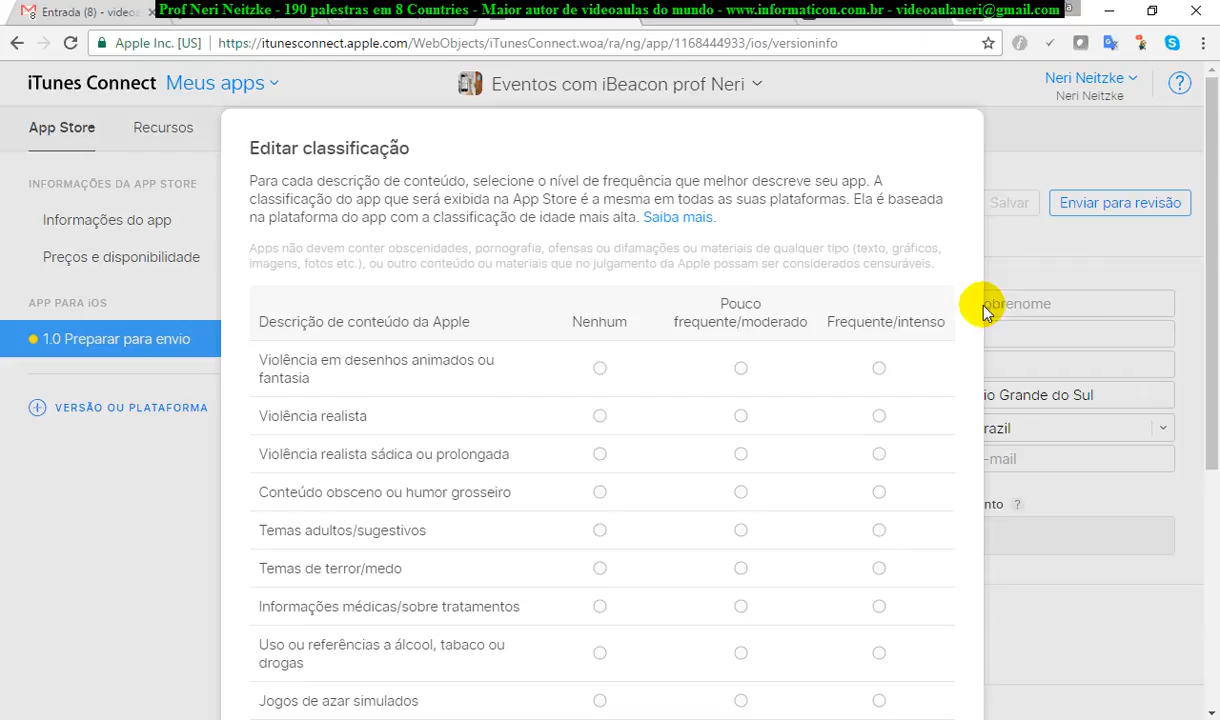 Entrada (8) - videoa
Prof Neri Neitzke - 190 palestras em 8 Countries - Maior autor de videoaulas do mundo - www.informaticon.com.br - videoaulaneri@gmail.com
Apple Inc. [US]
https://itunesconnect.apple.com/WebObjects/iTunesConnect.woa/ra/ng/app/1168444933/ios/versioninfo
iTunes Connect Meus apps
Eventos com iBeacon prof Neri
Neri Neitzke
Neri Neitzke
?
App Store Recursos
INFORMAÇÕES DA APP STORE
Informações do app
Preços e disponibilidade
APP PARA iOS
1.0 Preparar para envio
VERSÃO OU PLATAFORMA
Salvar
Enviar para revisão
Editar classificação
Para cada descrição de conteúdo, selecione o nível de frequência que melhor descreve seu app. A
classificação do app que será exibida na App Store é a mesma em todas as suas plataformas. Ela é baseada
na plataforma do app com a classificação de idade mais alta. Saiba mais.
Apps não devem conter obscenidades, pornografia, ofensas ou difamações ou materiais de qualquer tipo (texto, gráficos,
imagens, fotos etc.), ou outro conteúdo ou materiais que no julgamento da Apple possam ser considerados censuráveis.
Descrição de conteúdo da Apple
Nenhum
Pouco
frequente/moderado
Frequente/intenso
Violência em desenhos animados ou
fantasia
Violência realista
Violência realista sádica ou prolongada
Conteúdo obsceno ou humor grosseiro
Temas adultos/sugestivos
Temas de terror/medo
Informações médicas/sobre tratamentos
Uso ou referências a álcool, tabaco ou
drogas
Jogos de azar simulados
obrenome
io Grande do Sul
razil
-mail
nto ?